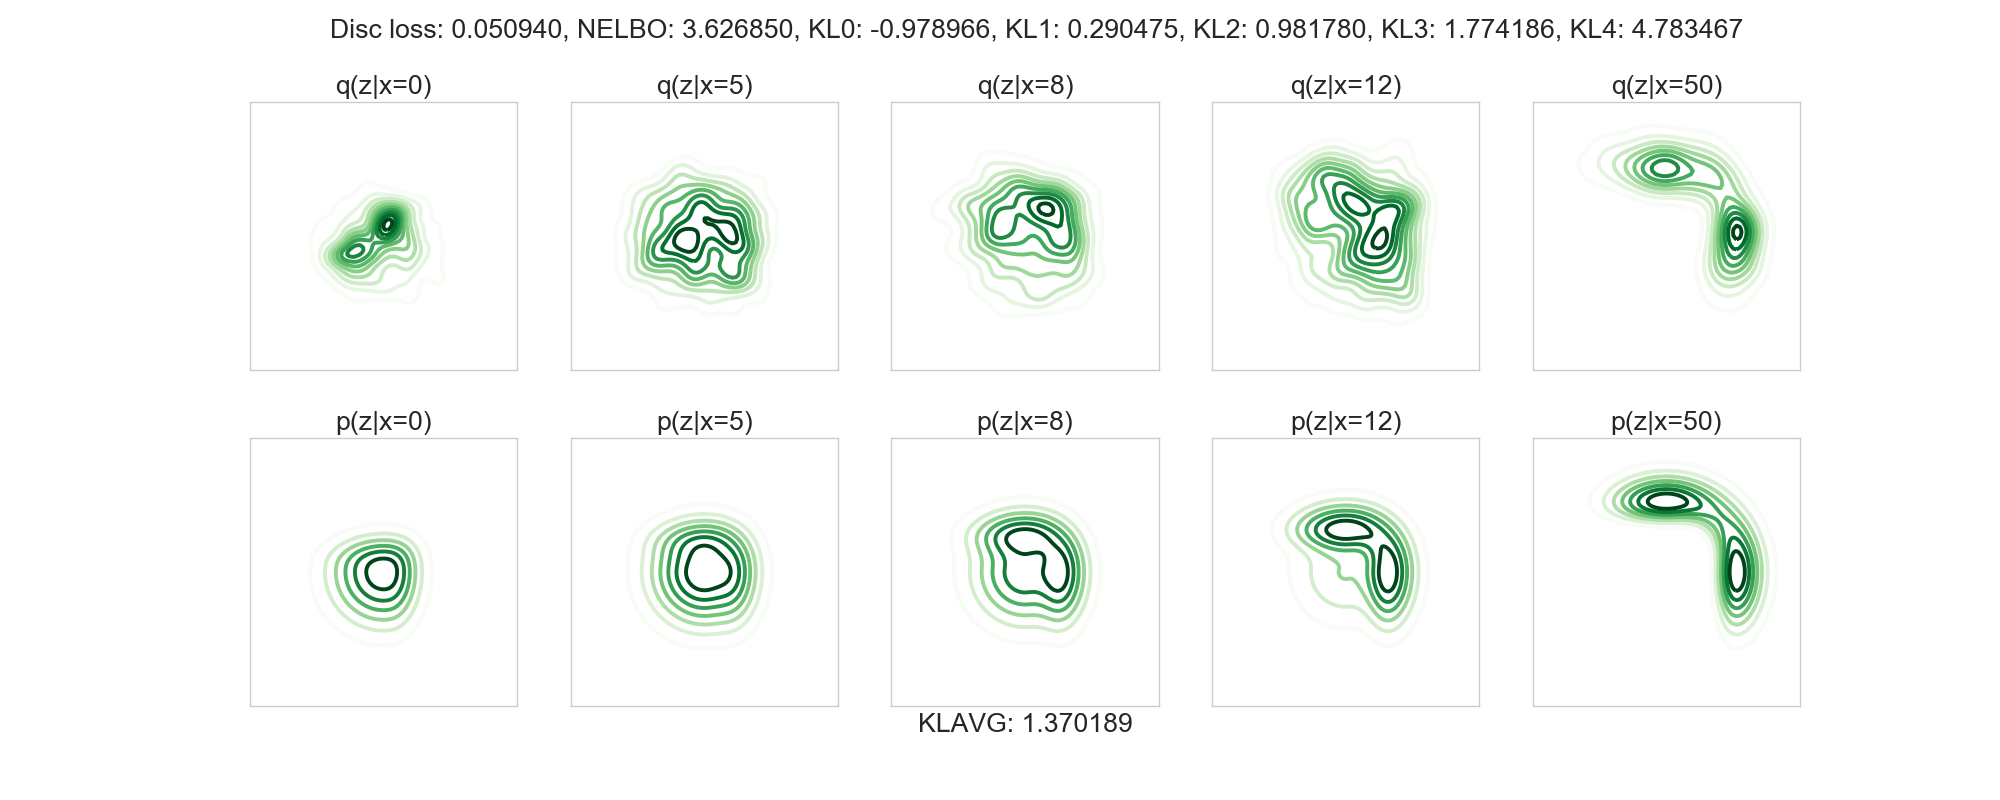 Disc loss: 0.050940, NELBO: 3.626850, KL0: -0.978966, KL1: 0.290475, KL2: 0.981780, KL3: 1.774186, KL4: 4.783467
q(z|x=0) q(z|x=5) q(z|x=8) q(z|x=12) q(z|x=50)
p(z|x=0) p(z|x=5) p(z|x=8) p(z|x=12) p(z|x=50)
KLAVG: 1.370189